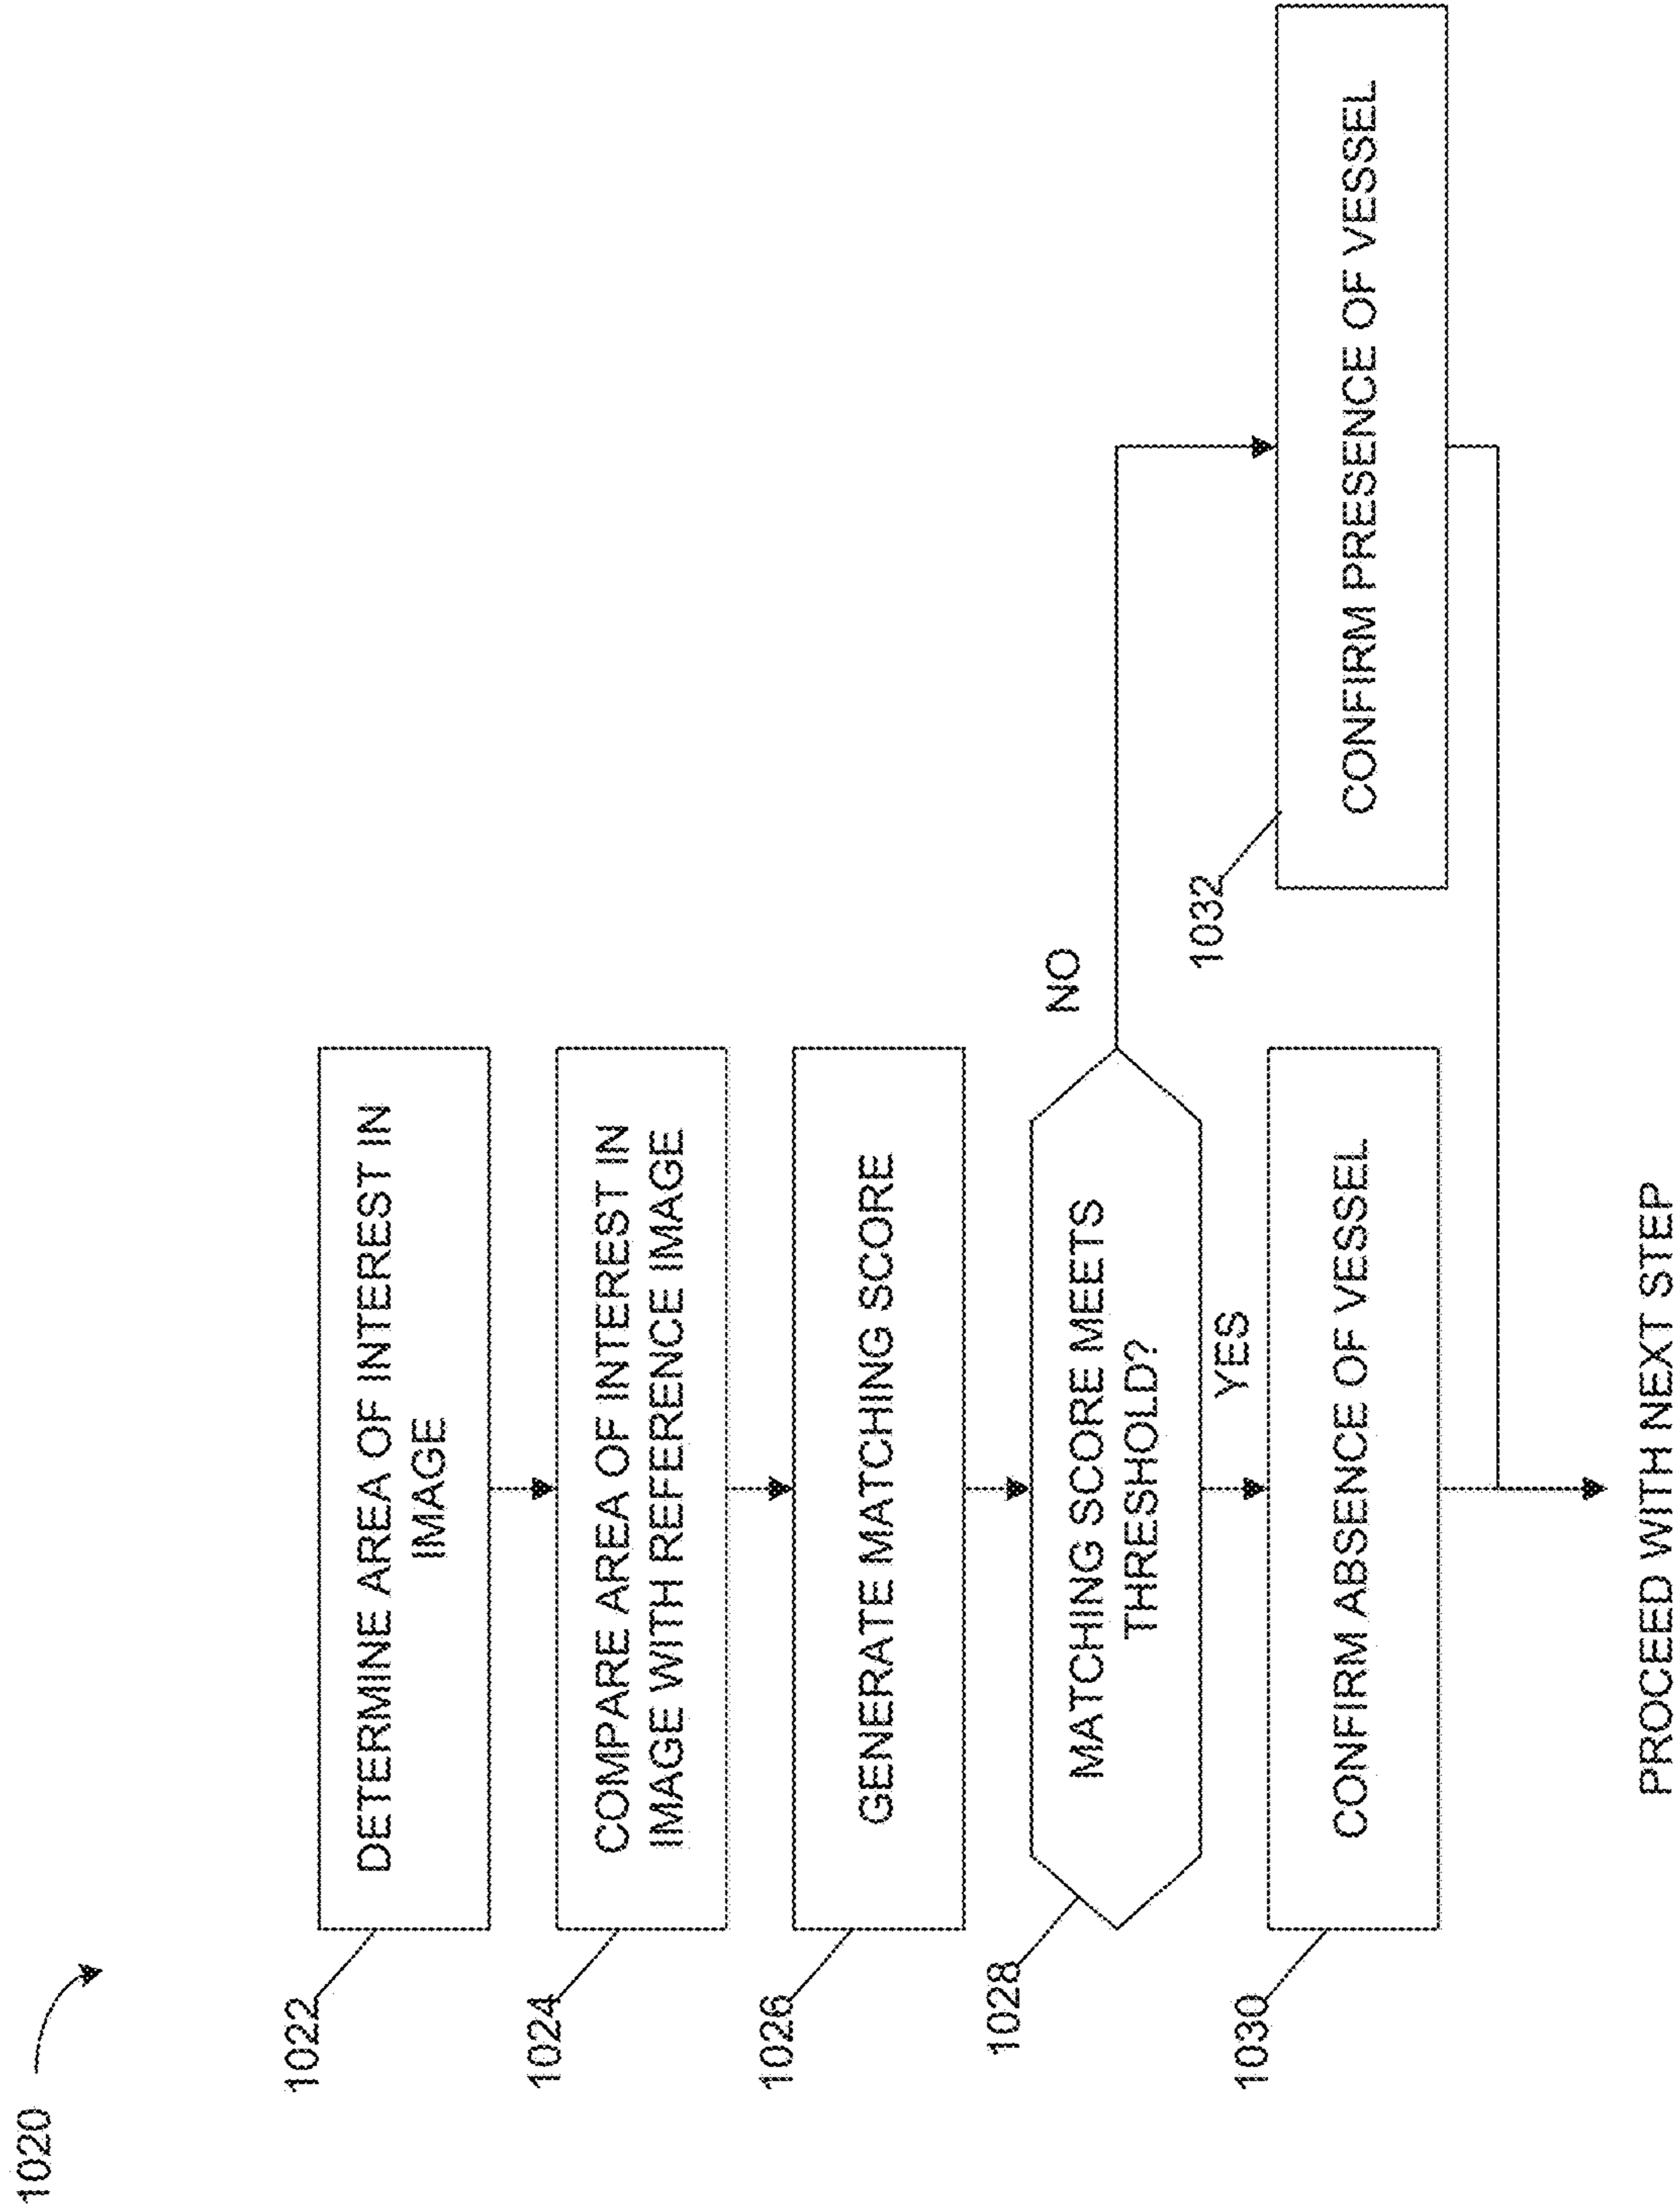 1020
1022
DETERMINE AREA OF INTEREST IN
IMAGE
1024
COMPARE AREA OF INTEREST IN
IMAGE WITH REFERENCE IMAGE
1026
GENERATE MATCHING SCORE
1028
MATCHING SCORE MEETS
THRESHOLD?
NO
YES
1030
CONFIRM ABSENCE OF VESSEL
1032
CONFIRM PRESENCE OF VESSEL
PROCEED WITH NEXT STEP